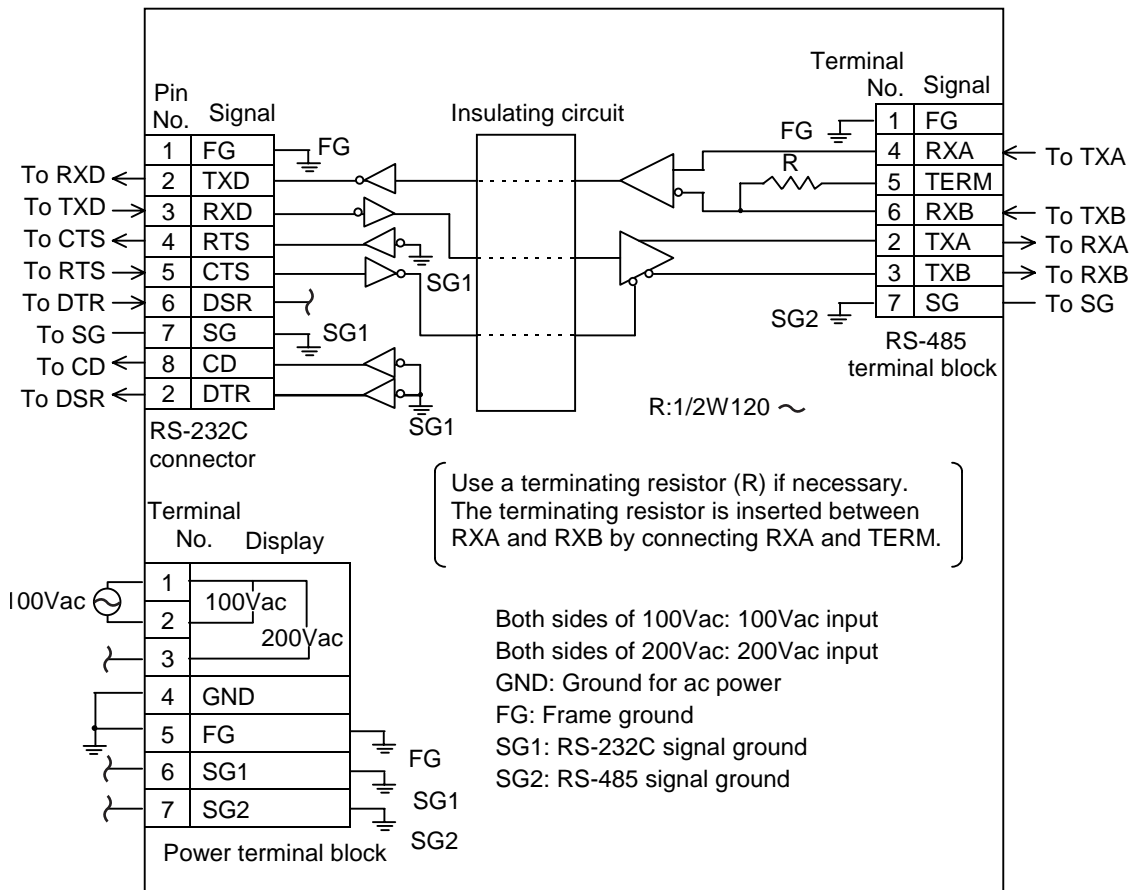 Pin
No. Signal
1 FG
2 TXD
3 RXD
4 RTS
5 CTS
6 DSR
7 SG
8 CD
2 DTR
RS-232C
connector
To RXD
To TXD
To CTS
To RTS
To DTR
To SG
To CD
To DSR
FG
SG1
SG1
SG1
Insulating circuit
Terminal
No. Signal
1 FG
4 RXA
5 TERM
6 RXB
2 TXA
3 TXB
7 SG
RS-485
terminal block
FG
R
SG2
To TXA
To TXB
To RXA
To RXB
To SG
R:1/2W120 ~
Use a terminating resistor (R) if necessary.
The terminating resistor is inserted between
RXA and RXB by connecting RXA and TERM.
Terminal
No. Display
1
2
3
4 GND
5 FG
6 SG1
7 SG2
100Vac
100Vac
200Vac
FG
SG1
SG2
Power terminal block
Both sides of 100Vac: 100Vac input
Both sides of 200Vac: 200Vac input
GND: Ground for ac power
FG: Frame ground
SG1: RS-232C signal ground
SG2: RS-485 signal ground